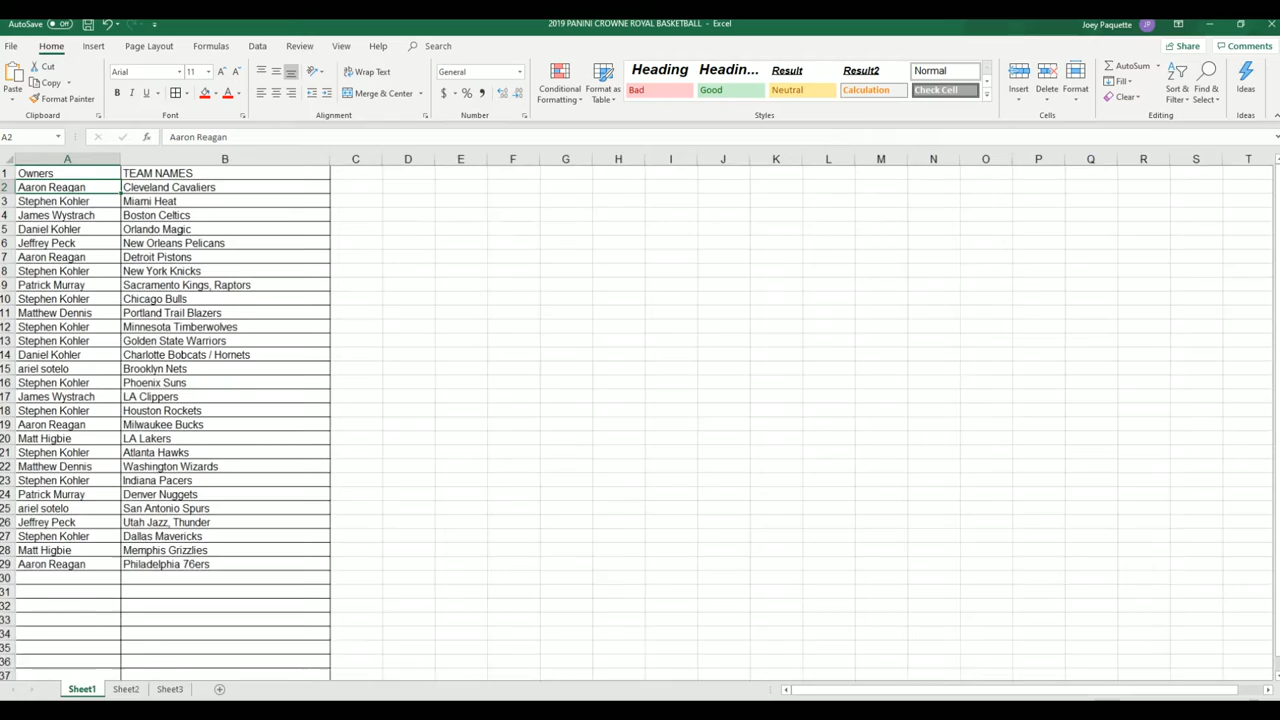 AutoSave Off 2019 PANINI CROWNE ROYAL BASKETBALL – Excel Joey Paquette JP
File Home Insert Page Layout Formulas Data Review View Help Search Share Comments
Cut Arial 11 Wrap Text General Heading Headin... Result Result2 Normal AutoSum
Copy Fill
Paste Format Painter B I U Merge & Center $ % Conditional Formatting Format as Table Bad Good Neutral Calculation Check Cell Insert Delete Format Clear Sort & Filter Find & Select Ideas
Clipboard Font Alignment Number Styles Cells Editing Ideas
A2 fx Aaron Reagan
A B C D E F G H I J K L M N O P Q R S T
1 Owners TEAM NAMES
2 Aaron Reagan Cleveland Cavaliers
3 Stephen Kohler Miami Heat
4 James Wystrach Boston Celtics
5 Daniel Kohler Orlando Magic
6 Jeffrey Peck New Orleans Pelicans
7 Aaron Reagan Detroit Pistons
8 Stephen Kohler New York Knicks
9 Patrick Murray Sacramento Kings, Raptors
10 Stephen Kohler Chicago Bulls
11 Matthew Dennis Portland Trail Blazers
12 Stephen Kohler Minnesota Timberwolves
13 Stephen Kohler Golden State Warriors
14 Daniel Kohler Charlotte Bobcats / Hornets
15 ariel sotelo Brooklyn Nets
16 Stephen Kohler Phoenix Suns
17 James Wystrach LA Clippers
18 Stephen Kohler Houston Rockets
19 Aaron Reagan Milwaukee Bucks
20 Matt Higbie LA Lakers
21 Stephen Kohler Atlanta Hawks
22 Matthew Dennis Washington Wizards
23 Stephen Kohler Indiana Pacers
24 Patrick Murray Denver Nuggets
25 ariel sotelo San Antonio Spurs
26 Jeffrey Peck Utah Jazz, Thunder
27 Stephen Kohler Dallas Mavericks
28 Matt Higbie Memphis Grizzlies
29 Aaron Reagan Philadelphia 76ers
30
31
32
33
34
35
36
37
Sheet1 Sheet2 Sheet3